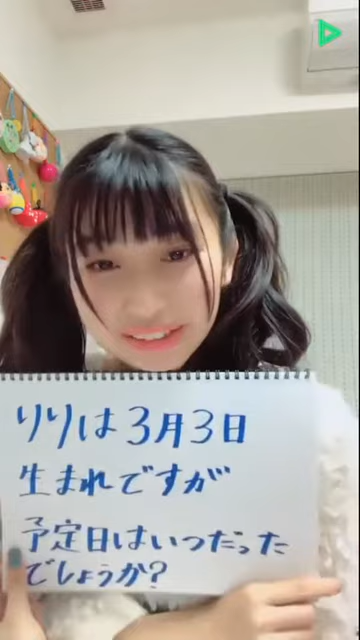 りりは3月3日
生まれですが
予定日はいつだった
でしょうか?